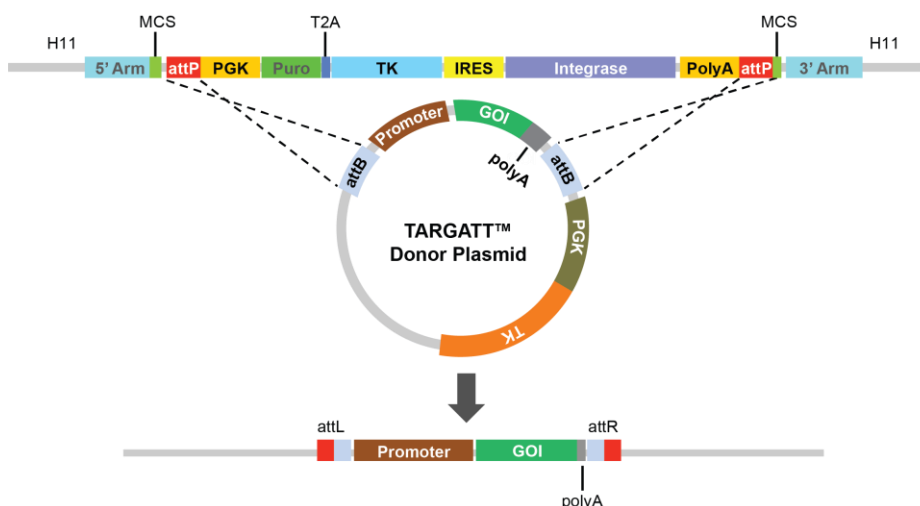 MCS
T2A
MCS
H11
H11
5’ Arm
attP
PGK
Puro
TK
IRES
Integrase
PolyA
attP
3’ Arm
Promoter
GOI
polyA
attB
attB
PGK
TARGATT™
Donor Plasmid
TK
attL
attR
Promoter
GOI
polyA